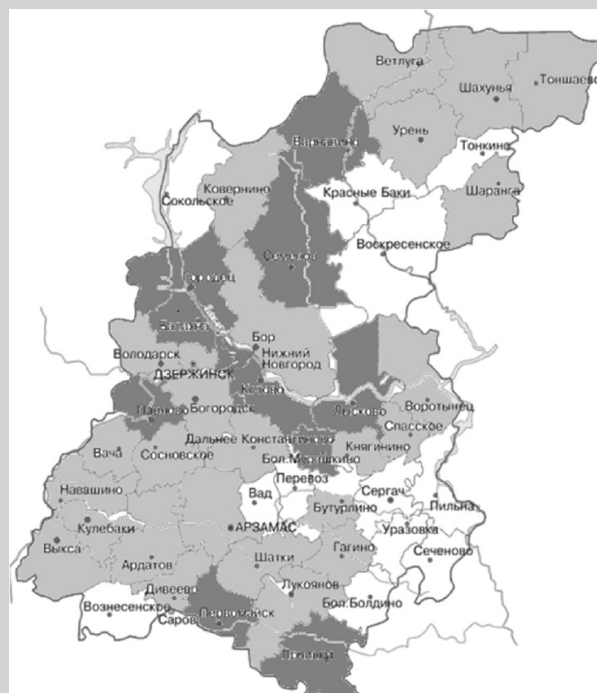 Ветлуга
Шахунья
Тоншаево
Варнавино
Урень
Тонкино
Ковернино
Сокольское
Красные Баки
Шаранга
Воскресенское
Семенов
Городец
Балахна
Бор
Володарск
Нижний
Новгород
ДЗЕРЖИНСК
Кстово
Павлово
Богородск
Лысково
Воротынец
Спасское
Дальнее Константиново
Вача
Сосновское
Бол.Мурашкино
Княгинино
Перевоз
Навашино
Вад
Сергач
Пильна
Бутурлино
Кулебаки
АРЗАМАС
Уразовка
Выкса
Гагино
Сеченово
Ардатов
Шатки
Дивеево
Лукоянов
Бол.Болдино
Вознесенское
Саров
Первомайск
Починки